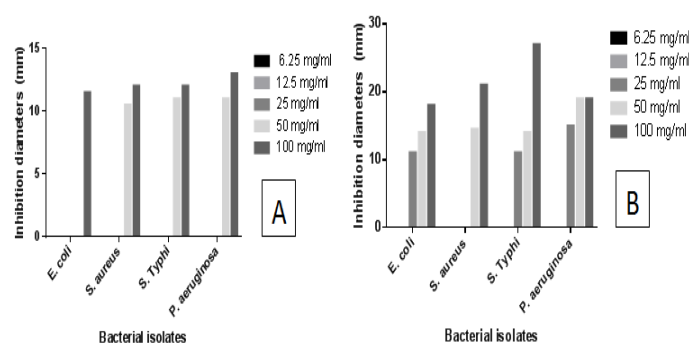 15
10
5
0
Inhibition diameters (mm)
E. coli
S. aureus
S. Typhi
P. aeruginosa
Bacterial isolates
6.25 mg/ml
12.5 mg/ml
25 mg/ml
50 mg/ml
100 mg/ml
A
30
20
10
0
Inhibition diameters (mm)
E. coli
S. aureus
S. Typhi
P. aeruginosa
Bacterial isolates
6.25 mg/ml
12.5 mg/ml
25 mg/ml
50 mg/ml
100 mg/ml
B